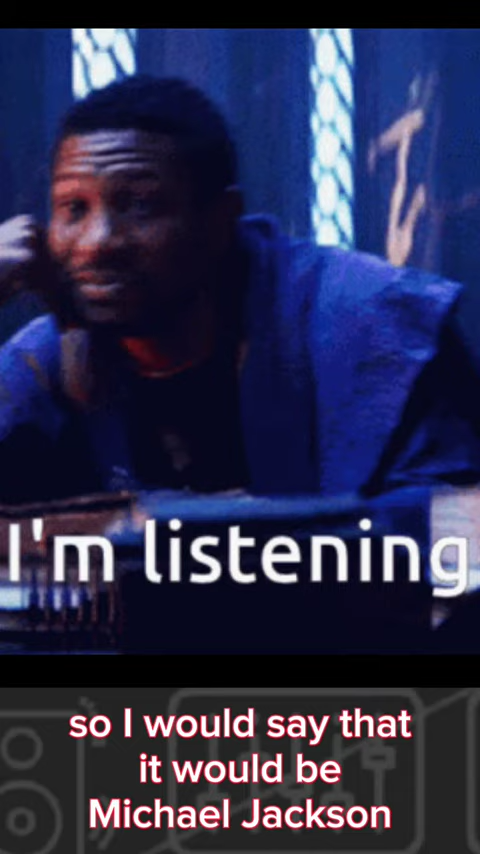 I'm listening
so I would say that
it would be
Michael Jackson